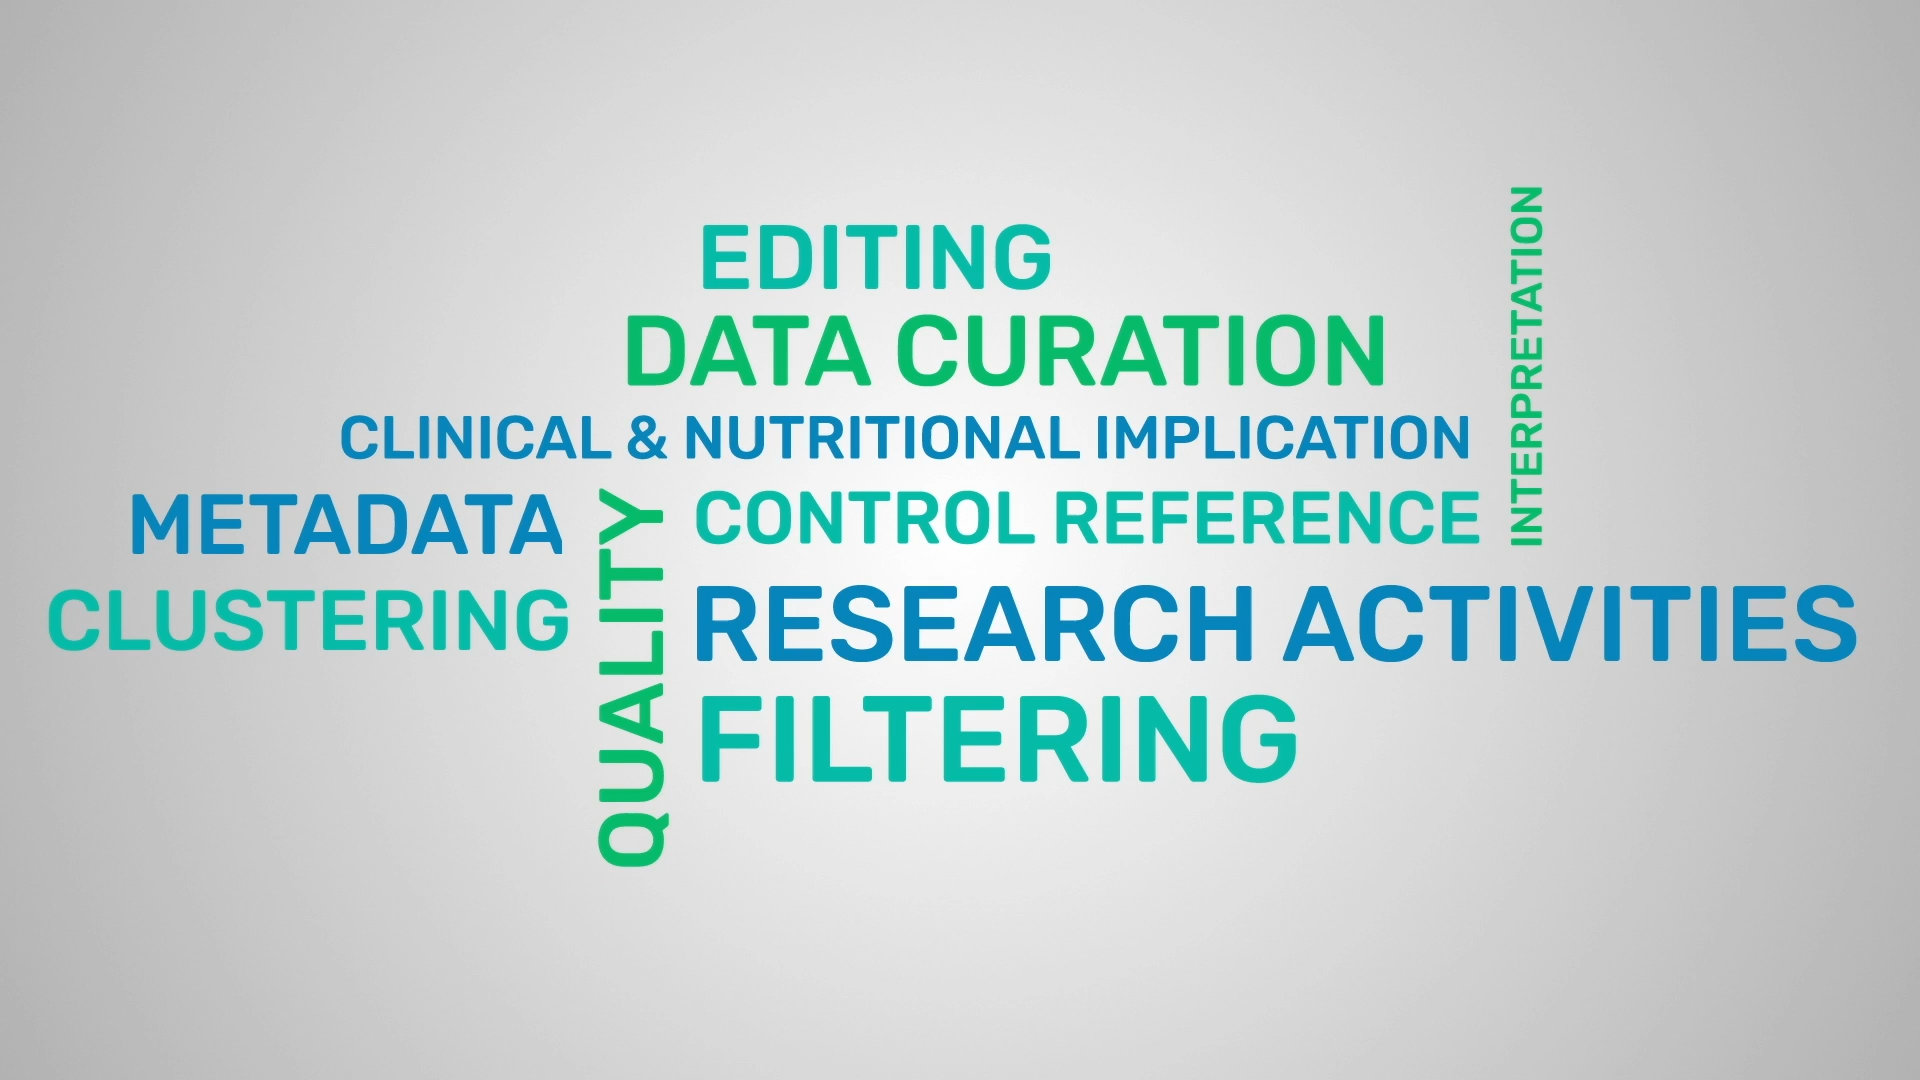 EDITING
DATA CURATION
INTERPRETATION
CLINICAL & NUTRITIONAL IMPLICATION
METADATA
QUALITY
CONTROL REFERENCE
CLUSTERING
RESEARCH ACTIVITIES
FILTERING